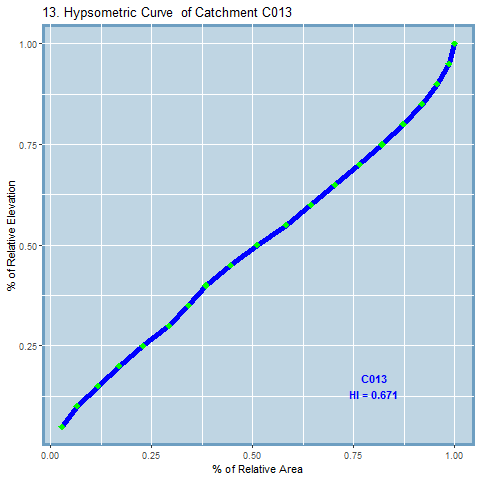 13. Hypsometric Curve  of Catchment C013
1.00
0.75
0.50
0.25
% of Relative Elevation
C013
HI = 0.671
0.00 0.25 0.50 0.75 1.00
% of Relative Area